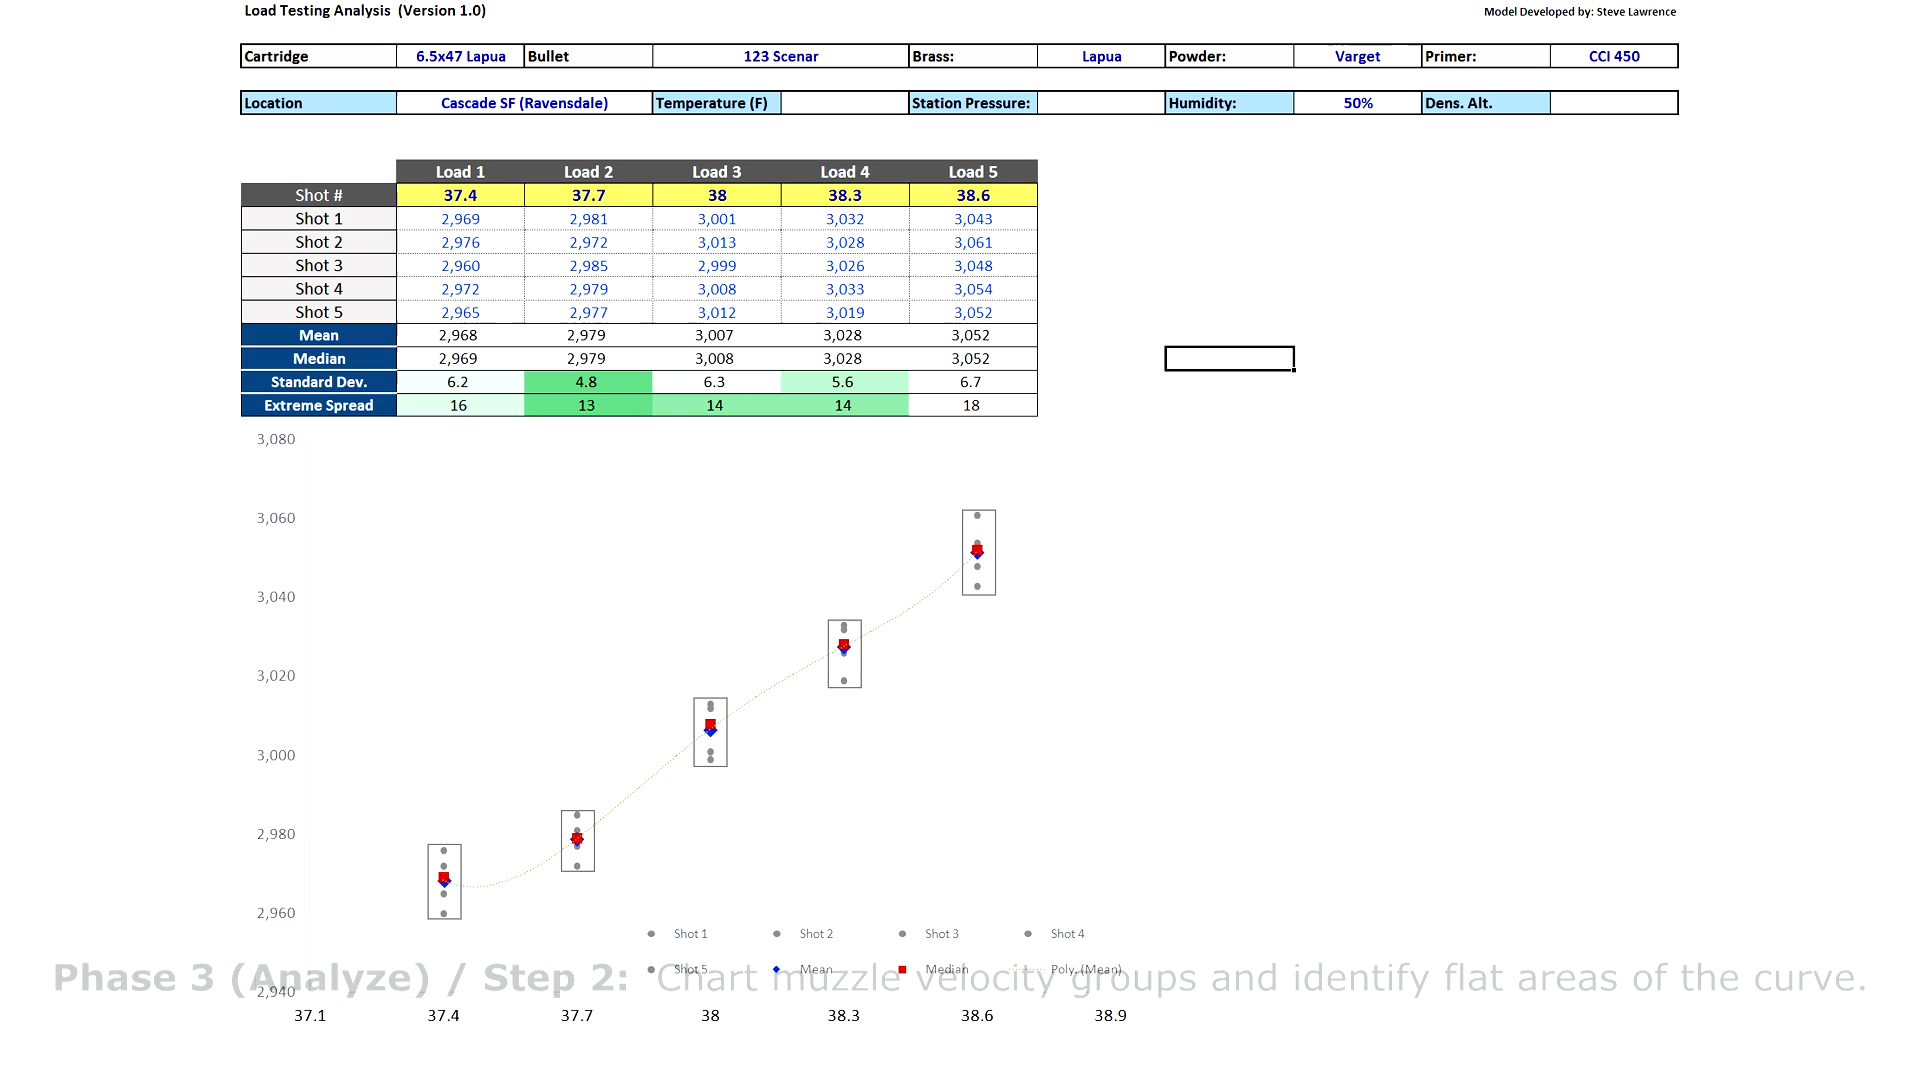 Load Testing Analysis  (Version 1.0)
Model Developed by: Steve Lawrence
Cartridge 6.5x47 Lapua Bullet 123 Scenar Brass: Lapua Powder: Varget Primer: CCI 450
Location Cascade SF (Ravensdale) Temperature (F) Station Pressure: Humidity: 50% Dens. Alt.
Load 1 Load 2 Load 3 Load 4 Load 5
Shot # 37.4 37.7 38 38.3 38.6
Shot 1 2,969 2,981 3,001 3,032 3,043
Shot 2 2,976 2,972 3,013 3,028 3,061
Shot 3 2,960 2,985 2,999 3,026 3,048
Shot 4 2,972 2,979 3,008 3,033 3,054
Shot 5 2,965 2,977 3,012 3,019 3,052
Mean 2,968 2,979 3,007 3,028 3,052
Median 2,969 2,979 3,008 3,028 3,052
Standard Dev. 6.2 4.8 6.3 5.6 6.7
Extreme Spread 16 13 14 14 18
3,080
3,060
3,040
3,020
3,000
2,980
2,960
Shot 1 Shot 2 Shot 3 Shot 4
Shot 5 Mean Median Poly. (Mean)
Phase 3 (Analyze) / Step 2: Chart muzzle velocity groups and identify flat areas of the curve.
2,940
37.1 37.4 37.7 38 38.3 38.6 38.9